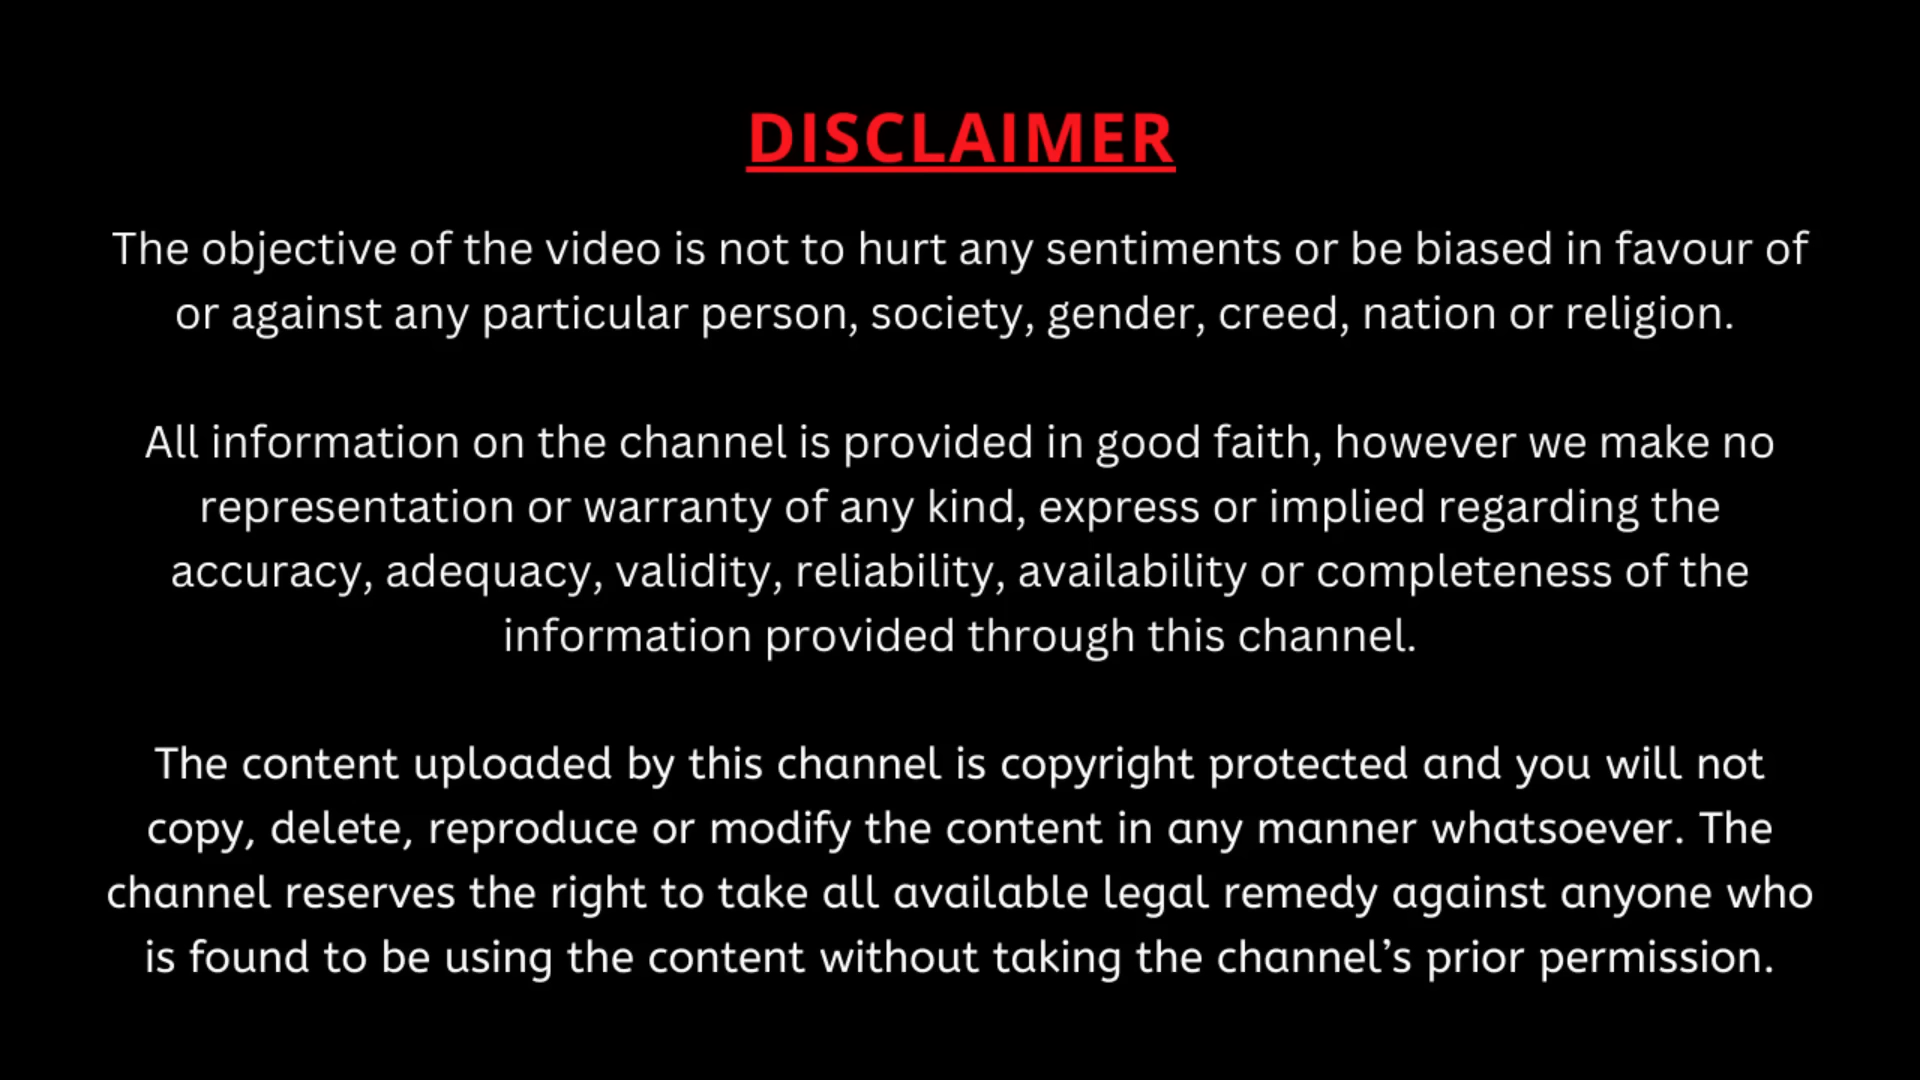 DISCLAIMER
The objective of the video is not to hurt any sentiments or be biased in favour of
or against any particular person, society, gender, creed, nation or religion.
All information on the channel is provided in good faith, however we make no
representation or warranty of any kind, express or implied regarding the
accuracy, adequacy, validity, reliability, availability or completeness of the
information provided through this channel.
The content uploaded by this channel is copyright protected and you will not
copy, delete, reproduce or modify the content in any manner whatsoever. The
channel reserves the right to take all available legal remedy against anyone who
is found to be using the content without taking the channel’s prior permission.